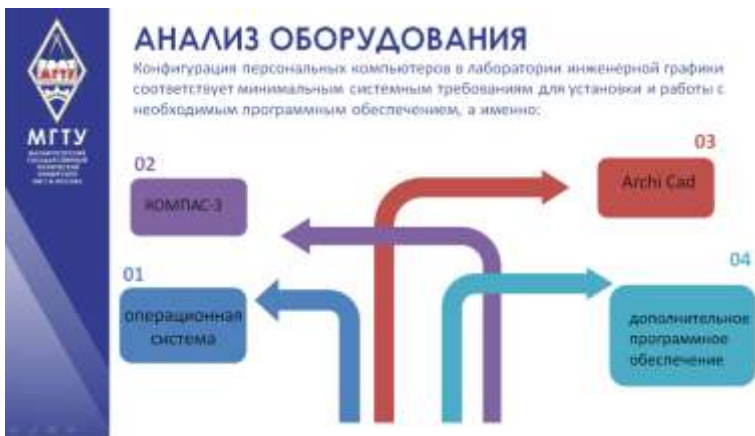 МГТУ
АНАЛИЗ ОБОРУДОВАНИЯ
Конфигурация персональных компьютеров в лаборатории инженерной графики
соответствует минимальным системным требованиям для установки и работы с
необходимым программным обеспечением, а именно:
02
КОМПАС-3
03
Archi Cad
01
операционная
система
04
дополнительное
программное
обеспечение